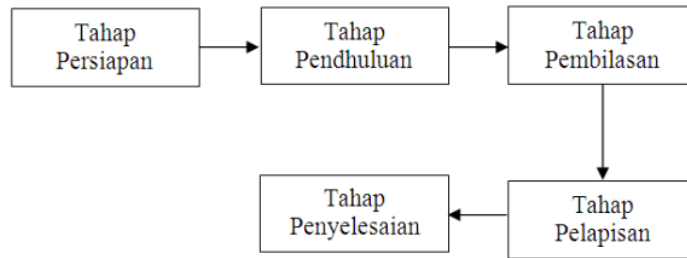 Tahap
Persiapan
Tahap
Pendhuluan
Tahap
Pembilasan
Tahap
Pelapisan
Tahap
Penyelesaian